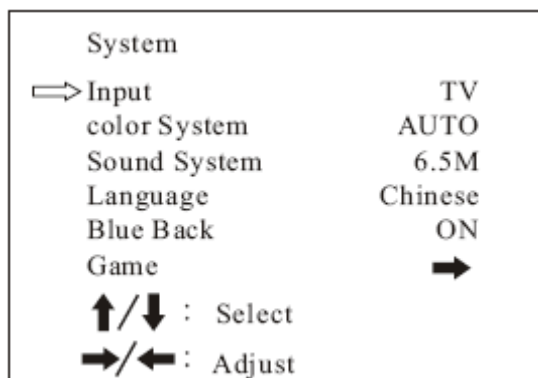 System
Input TV
color System AUTO
Sound System 6.5M
Language Chinese
Blue Back ON
Game ➡
⬆/⬇ : Select
➡/⬅ : Adjust